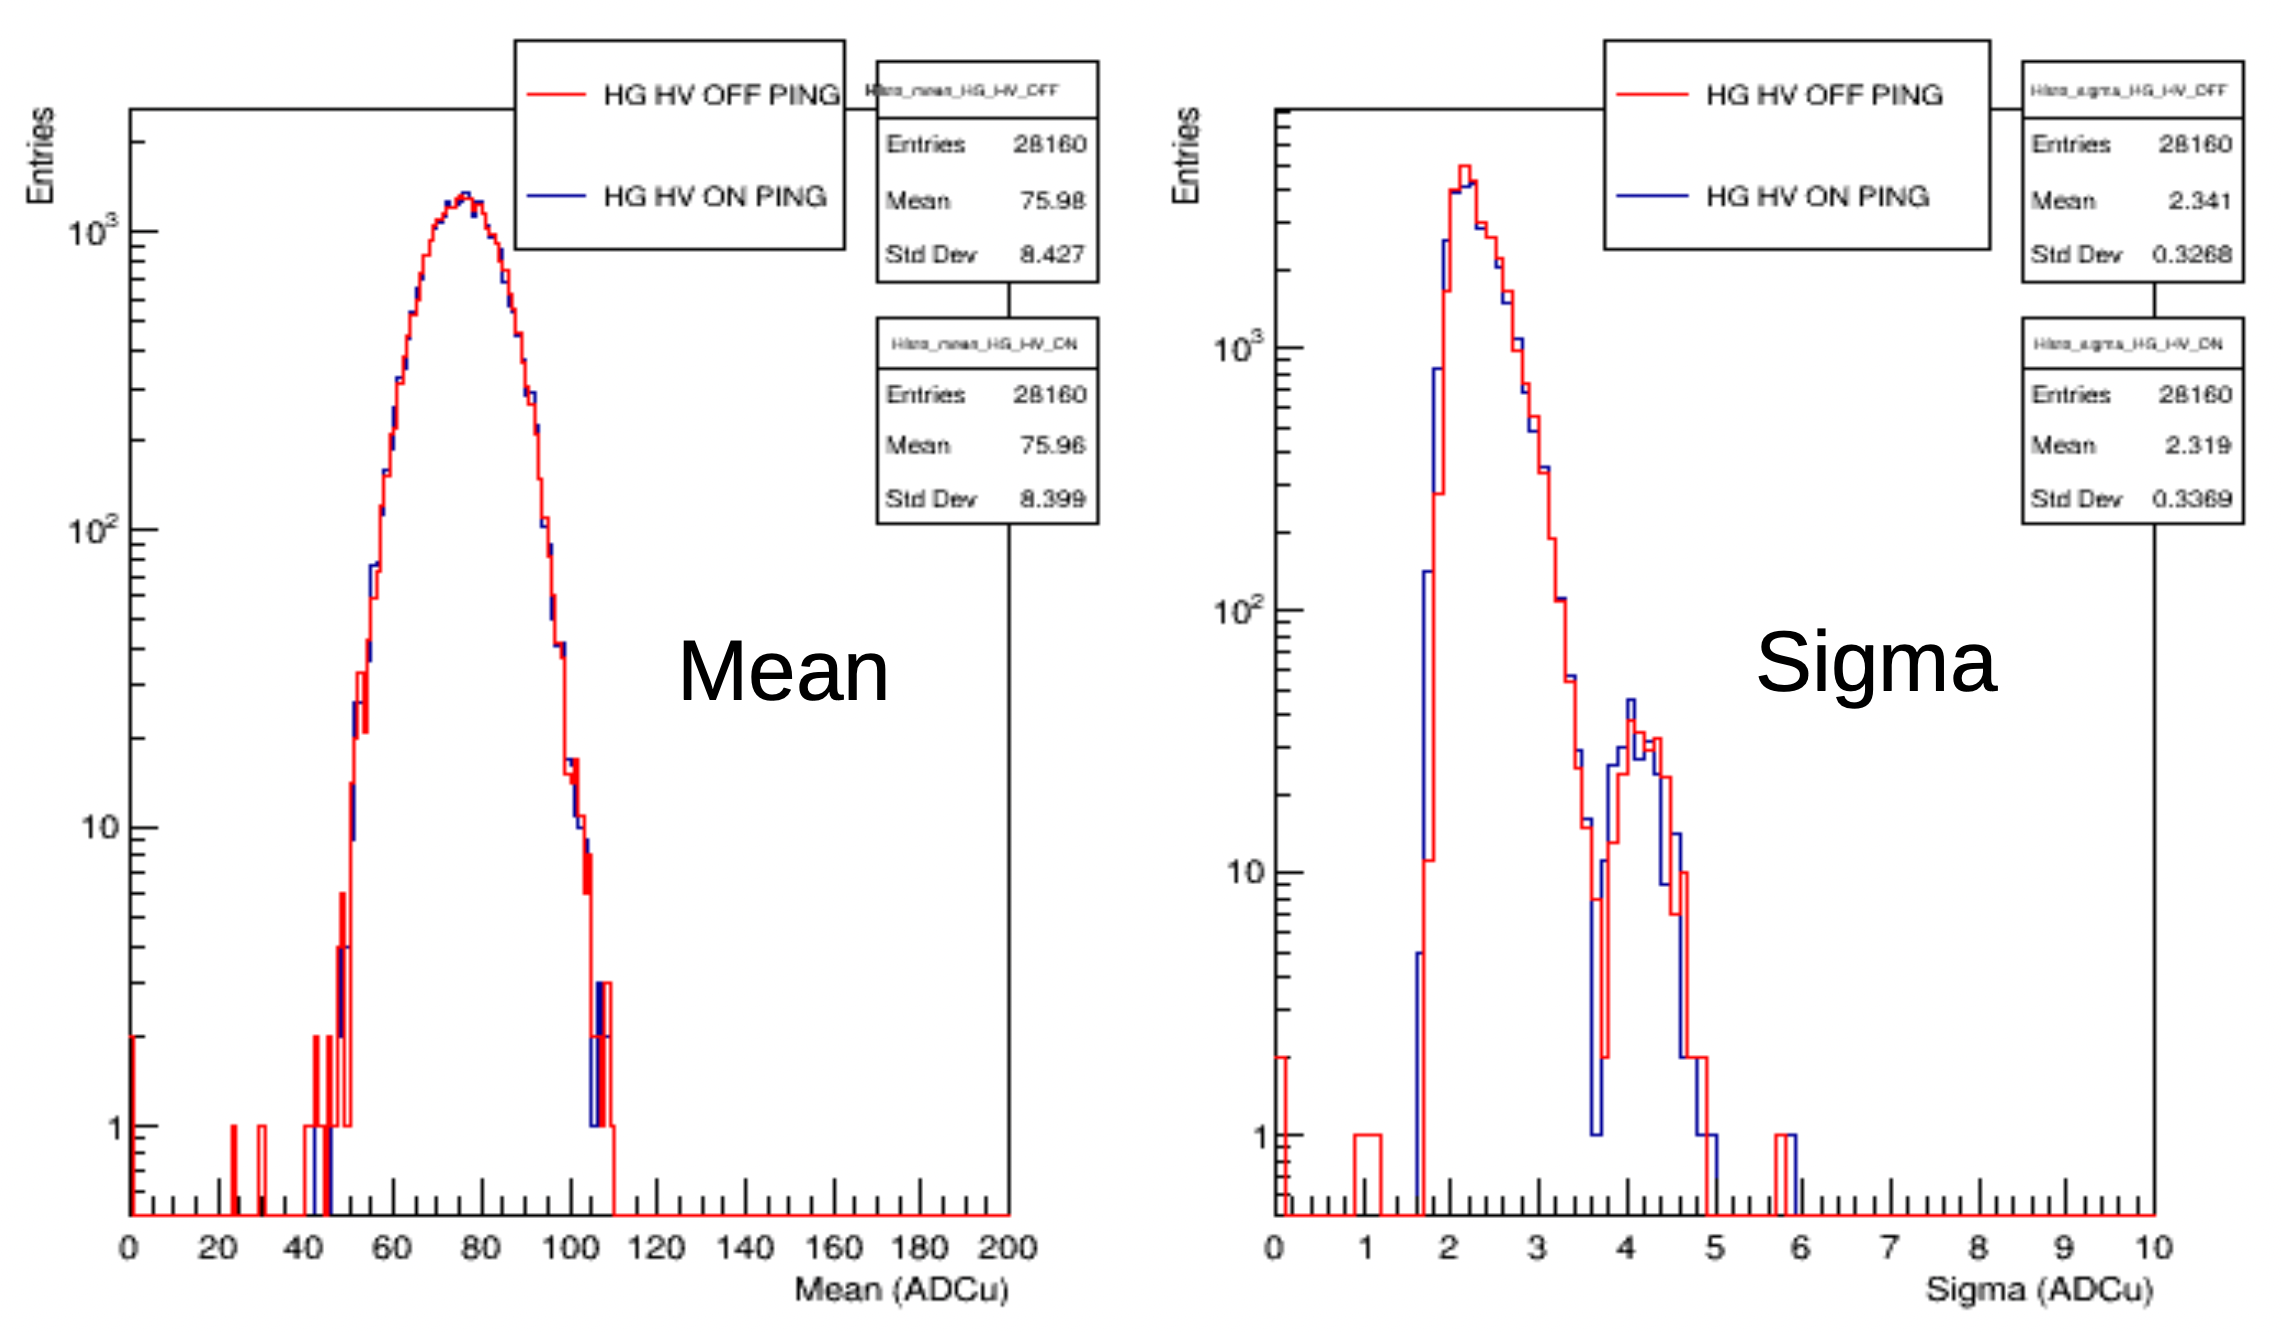 HG HV OFF PING
HG HV ON PING
Histo_mean_HG_HV_OFF
Entries 28160
Mean 75.98
Std Dev 8.427
Histo_mean_HG_HV_ON
Entries 28160
Mean 75.96
Std Dev 8.399
Entries
10³
10²
10
1
Mean
0 20 40 60 80 100 120 140 160 180 200
Mean (ADCu)
HG HV OFF PING
HG HV ON PING
Histo_sigma_HG_HV_OFF
Entries 28160
Mean 2.341
Std Dev 0.3268
Histo_sigma_HG_HV_ON
Entries 28160
Mean 2.319
Std Dev 0.3369
Entries
10³
10²
10
1
Sigma
0 1 2 3 4 5 6 7 8 9 10
Sigma (ADCu)